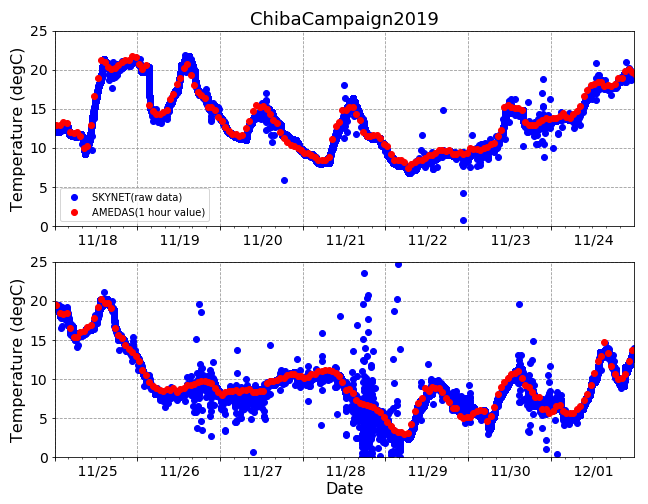 ChibaCampaign2019
Temperature (degC)
25
20
15
10
5
0
SKYNET(raw data)
AMEDAS(1 hour value)
11/18 11/19 11/20 11/21 11/22 11/23 11/24
Temperature (degC)
25
20
15
10
5
0
11/25 11/26 11/27 11/28 11/29 11/30 12/01
Date